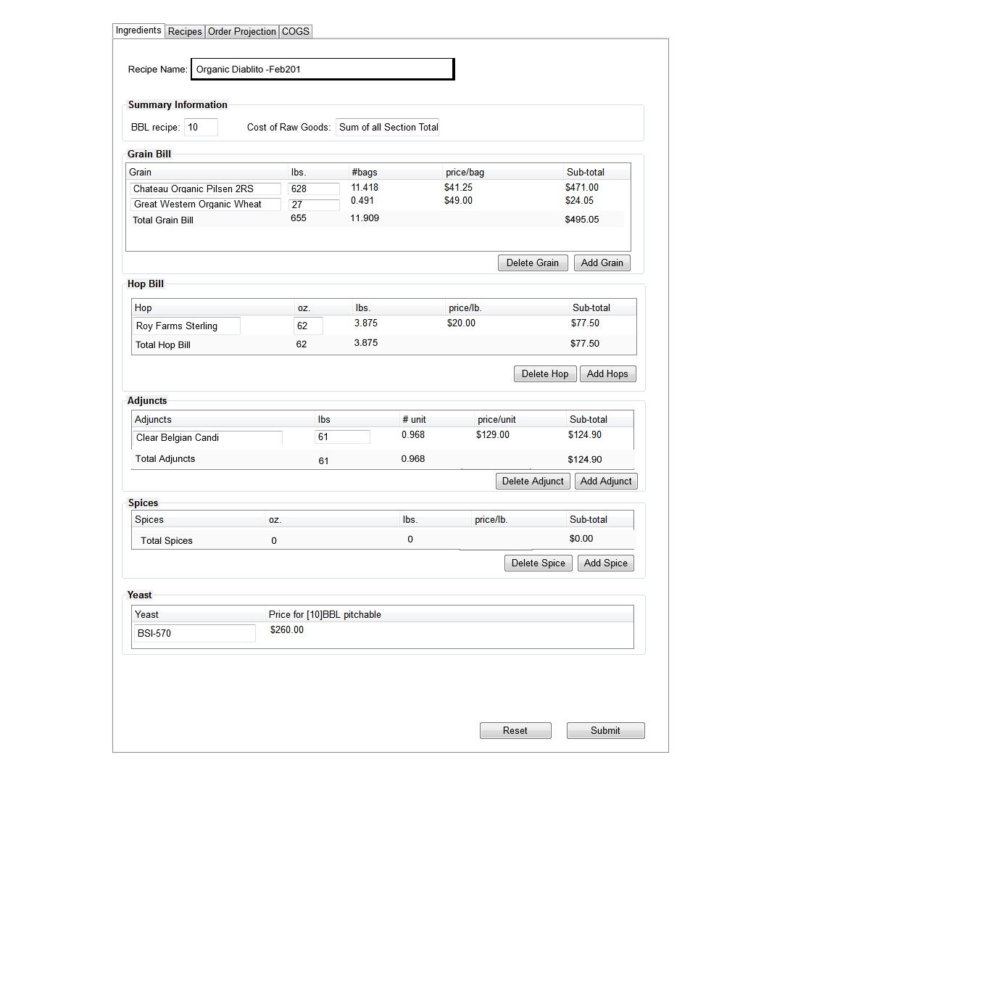 Ingredients Recipes Order Projection COGS
Recipe Name: Organic Diablito -Feb201
Summary Information
BBL recipe: 10 Cost of Raw Goods: Sum of all Section Total
Grain Bill
Grain lbs. #bags price/bag Sub-total
Chateau Organic Pilsen 2RS 628 11.418 $41.25 $471.00
Great Western Organic Wheat 27 0.491 $49.00 $24.05
Total Grain Bill 655 11.909 $495.05
Delete Grain Add Grain
Hop Bill
Hop oz. lbs. price/lb. Sub-total
Roy Farms Sterling 62 3.875 $20.00 $77.50
Total Hop Bill 62 3.875 $77.50
Delete Hop Add Hops
Adjuncts
Adjuncts lbs # unit price/unit Sub-total
Clear Belgian Candi 61 0.968 $129.00 $124.90
Total Adjuncts 61 0.968 $124.90
Delete Adjunct Add Adjunct
Spices
Spices oz. lbs. price/lb. Sub-total
Total Spices 0 0 $0.00
Delete Spice Add Spice
Yeast
Yeast Price for [10]BBL pitchable
BSI-570 $260.00
Reset Submit